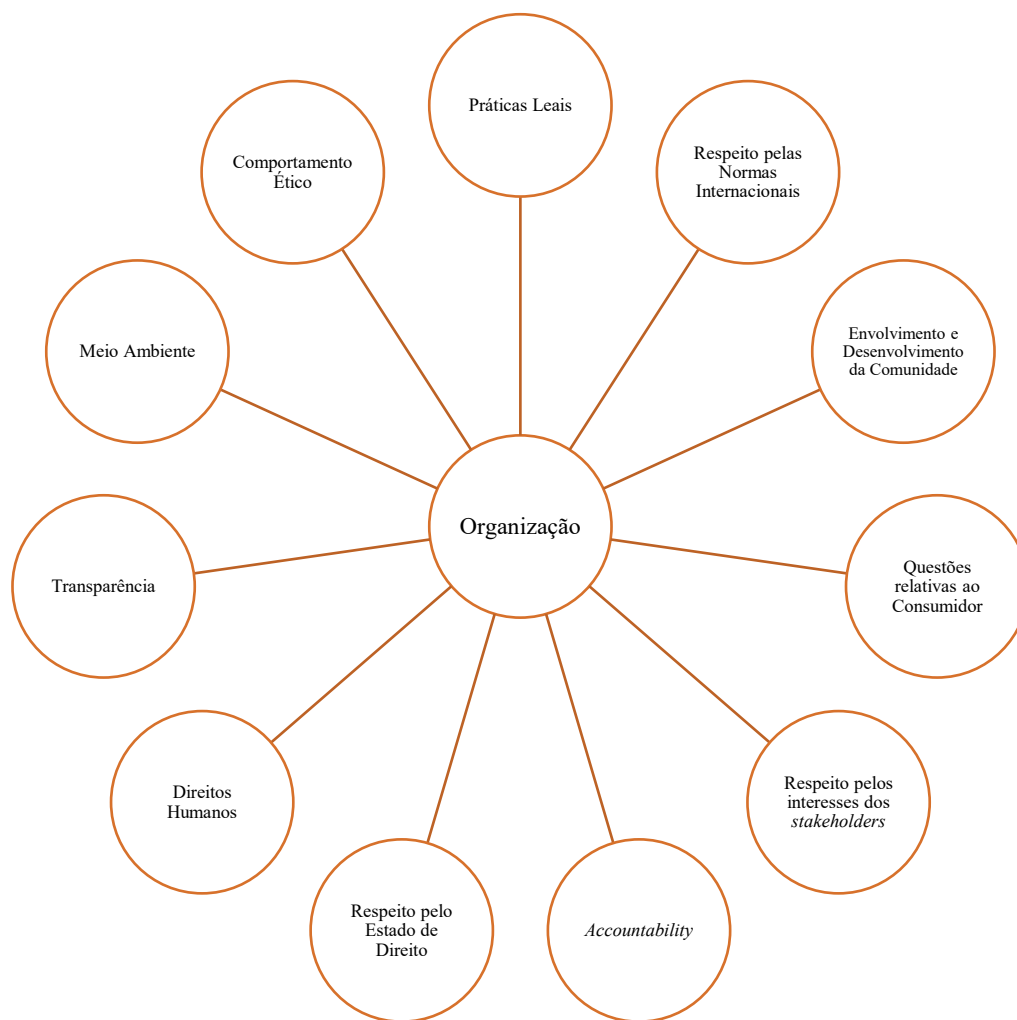 Práticas Leais
Comportamento
Ético
Respeito pelas
Normas
Internacionais
Meio Ambiente
Envolvimento e
Desenvolvimento
da Comunidade
Organização
Transparência
Questões
relativas ao
Consumidor
Direitos
Humanos
Respeito pelos
interesses dos
stakeholders
Respeito pelo
Estado de
Direito
Accountability